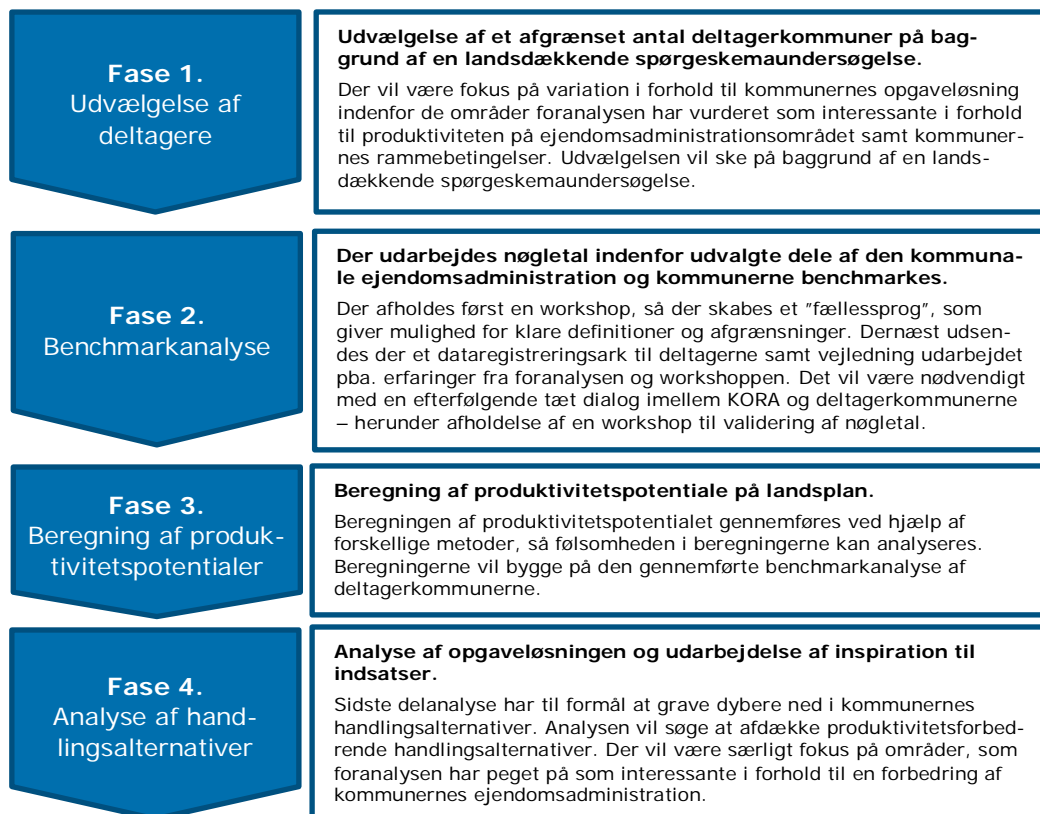 Fase 1.
Udvælgelse af
deltagere
Udvælgelse af et afgrænset antal deltagerkommuner på bag-
grund af en landsdækkende spørgeskemaundersøgelse.
Der vil være fokus på variation i forhold til kommunernes opgaveløsning
indenfor de områder foranalysen har vurderet som interessante i forhold
til produktiviteten på ejendomsadministrationsområdet samt kommuner-
nes rammebetingelser. Udvælgelsen vil ske på baggrund af en lands-
dækkende spørgeskemaundersøgelse.
Fase 2.
Benchmarkanalyse
Der udarbejdes nøgletal indenfor udvalgte dele af den kommuna-
le ejendomsadministration og kommunerne benchmarkes.
Der afholdes først en workshop, så der skabes et "fællessprog", som
giver mulighed for klare definitioner og afgrænsninger. Dernæst udsen-
des der et dataregistreringsark til deltagerne samt vejledning udarbejdet
pba. erfaringer fra foranalysen og workshoppen. Det vil være nødvendigt
med en efterfølgende tæt dialog imellem KORA og deltagerkommunerne
– herunder afholdelse af en workshop til validering af nøgletal.
Fase 3.
Beregning af produk-
tivitetspotentialer
Beregning af produktivitetspotentiale på landsplan.
Beregningen af produktivitetspotentialet gennemføres ved hjælp af
forskellige metoder, så følsomheden i beregningerne kan analyseres.
Beregningerne vil bygge på den gennemførte benchmarkanalyse af
deltagerkommunerne.
Fase 4.
Analyse af hand-
lingsalternativer
Analyse af opgaveløsningen og udarbejdelse af inspiration til
indsatser.
Sidste delanalyse har til formål at grave dybere ned i kommunernes
handlingsalternativer. Analysen vil søge at afdække produktivitetsforbed-
rende handlingsalternativer. Der vil være særligt fokus på områder, som
foranalysen har peget på som interessante i forhold til en forbedring af
kommunernes ejendomsadministration.